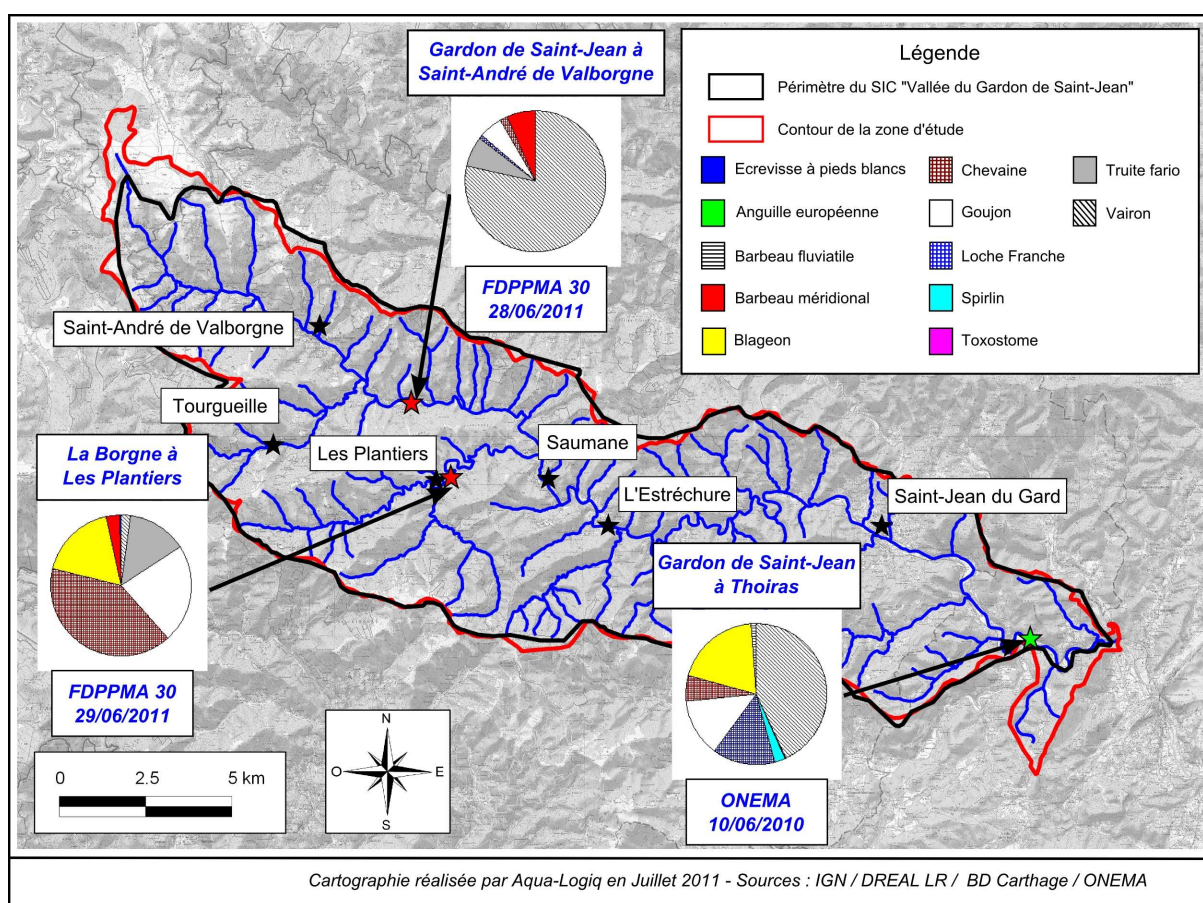 Gardon de Saint-Jean à
Saint-André de Valborgne
FDPPMA 30
28/06/2011
Légende
Périmètre du SIC "Vallée du Gardon de Saint-Jean"
Contour de la zone d'étude
Ecrevisse à pieds blancs
Chevaine
Truite fario
Anguille européenne
Goujon
Vairon
Barbeau fluviatile
Loche Franche
Barbeau méridional
Spirlin
Blageon
Toxostome
Saint-André de Valborgne
Tourgueille
Les Plantiers
Saumane
L'Estréchure
Saint-Jean du Gard
La Borgne à
Les Plantiers
FDPPMA 30
29/06/2011
Gardon de Saint-Jean
à Thoiras
ONEMA
10/06/2010
0 2.5 5 km
N
O E
S
Cartographie réalisée par Aqua-Logiq en Juillet 2011 - Sources : IGN / DREAL LR / BD Carthage / ONEMA